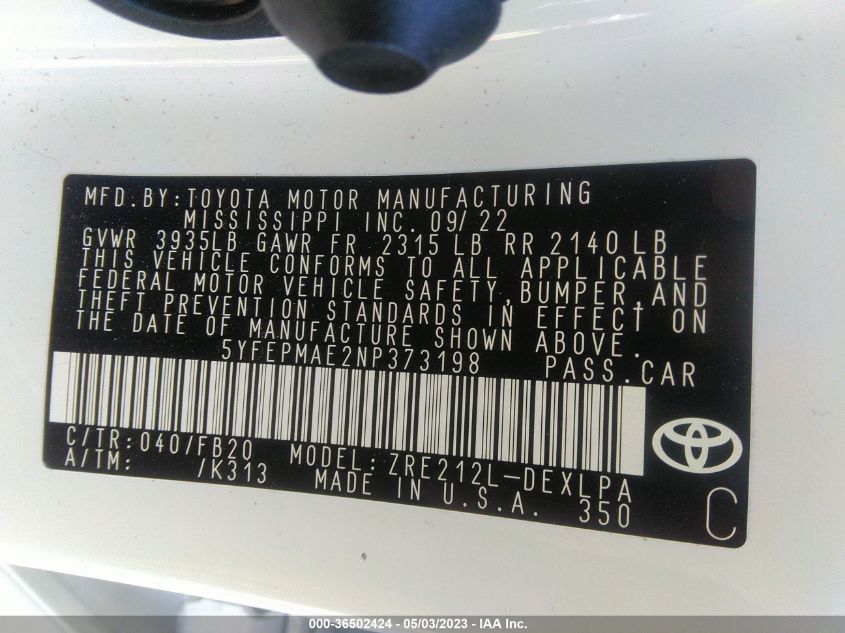 MFD.BY:TOYOTA MOTOR MANUFACTURING
MISSISSIPPI INC. 09/22
GVWR 3935LB GAWR FR 2315 LB RR 2140 LB
THIS VEHICLE CONFORMS TO ALL APPLICABLE
FEDERAL MOTOR VEHICLE SAFETY,BUMPER,AND
THEFT PREVENTION STANDARDS IN EFFECT ON
THE DATE OF MANUFACTURE SHOWN ABOVE.
5YFEPMAE2NP373198 PASS.CAR
C/TR:040/FB20 MODEL:ZRE212L-DEXLPA
A/TM: /K313 MADE IN U.S.A. 350
C
000-36502424 - 05/03/2023 - IAA Inc.